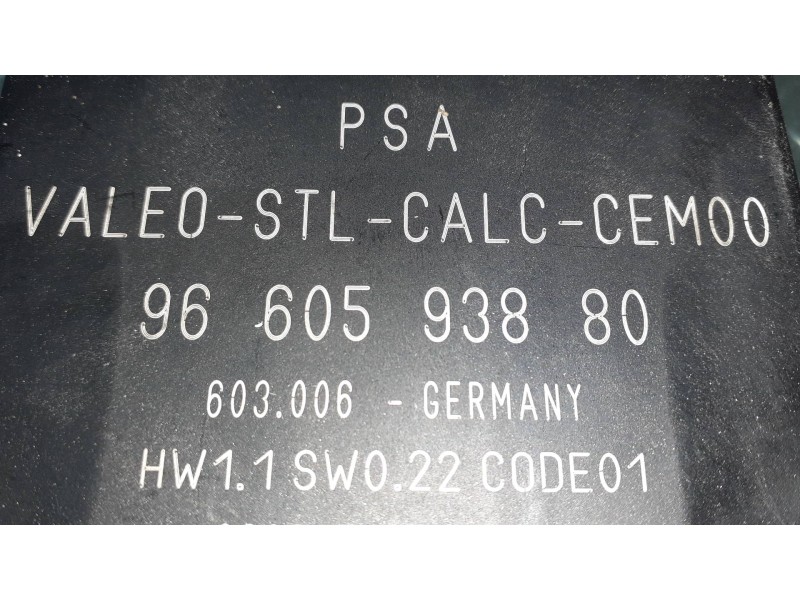 PSA
VALEO-STL-CALC-CEM00
96 605 938 80
603.006 - GERMANY
HW1.1 SW0.22 CODE01